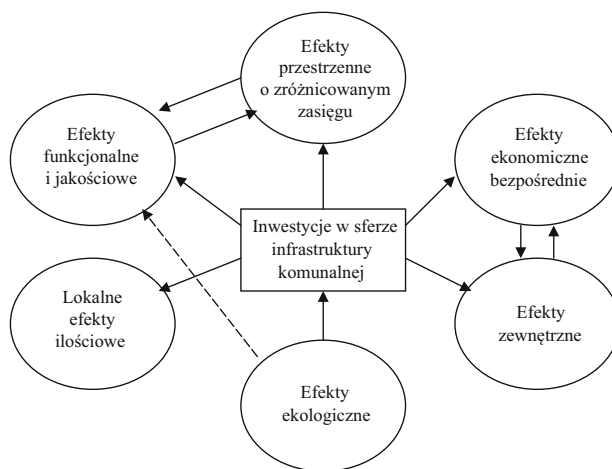 Efekty
przestrzenne
o zróżnicowanym
zasięgu
Efekty
funkcjonalne
i jakościowe
Efekty
ekonomiczne
bezpośrednie
Inwestycje w sferze
infrastruktury
komunalnej
Lokalne
efekty
ilościowe
Efekty
zewnętrzne
Efekty
ekologiczne